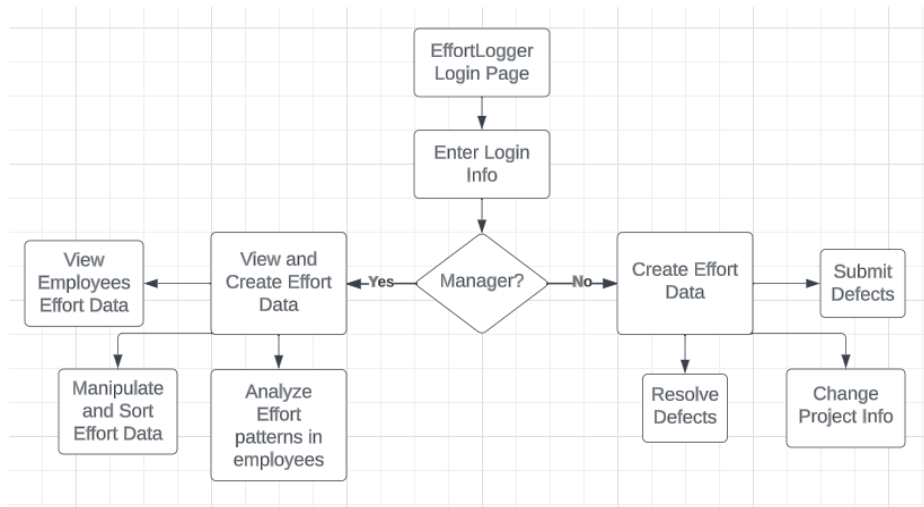 EffortLogger
Login Page
Enter Login
Info
Manager?
Yes
No
View and
Create Effort
Data
View
Employees
Effort Data
Manipulate
and Sort
Effort Data
Analyze
Effort
patterns in
employees
Create Effort
Data
Submit
Defects
Resolve
Defects
Change
Project Info